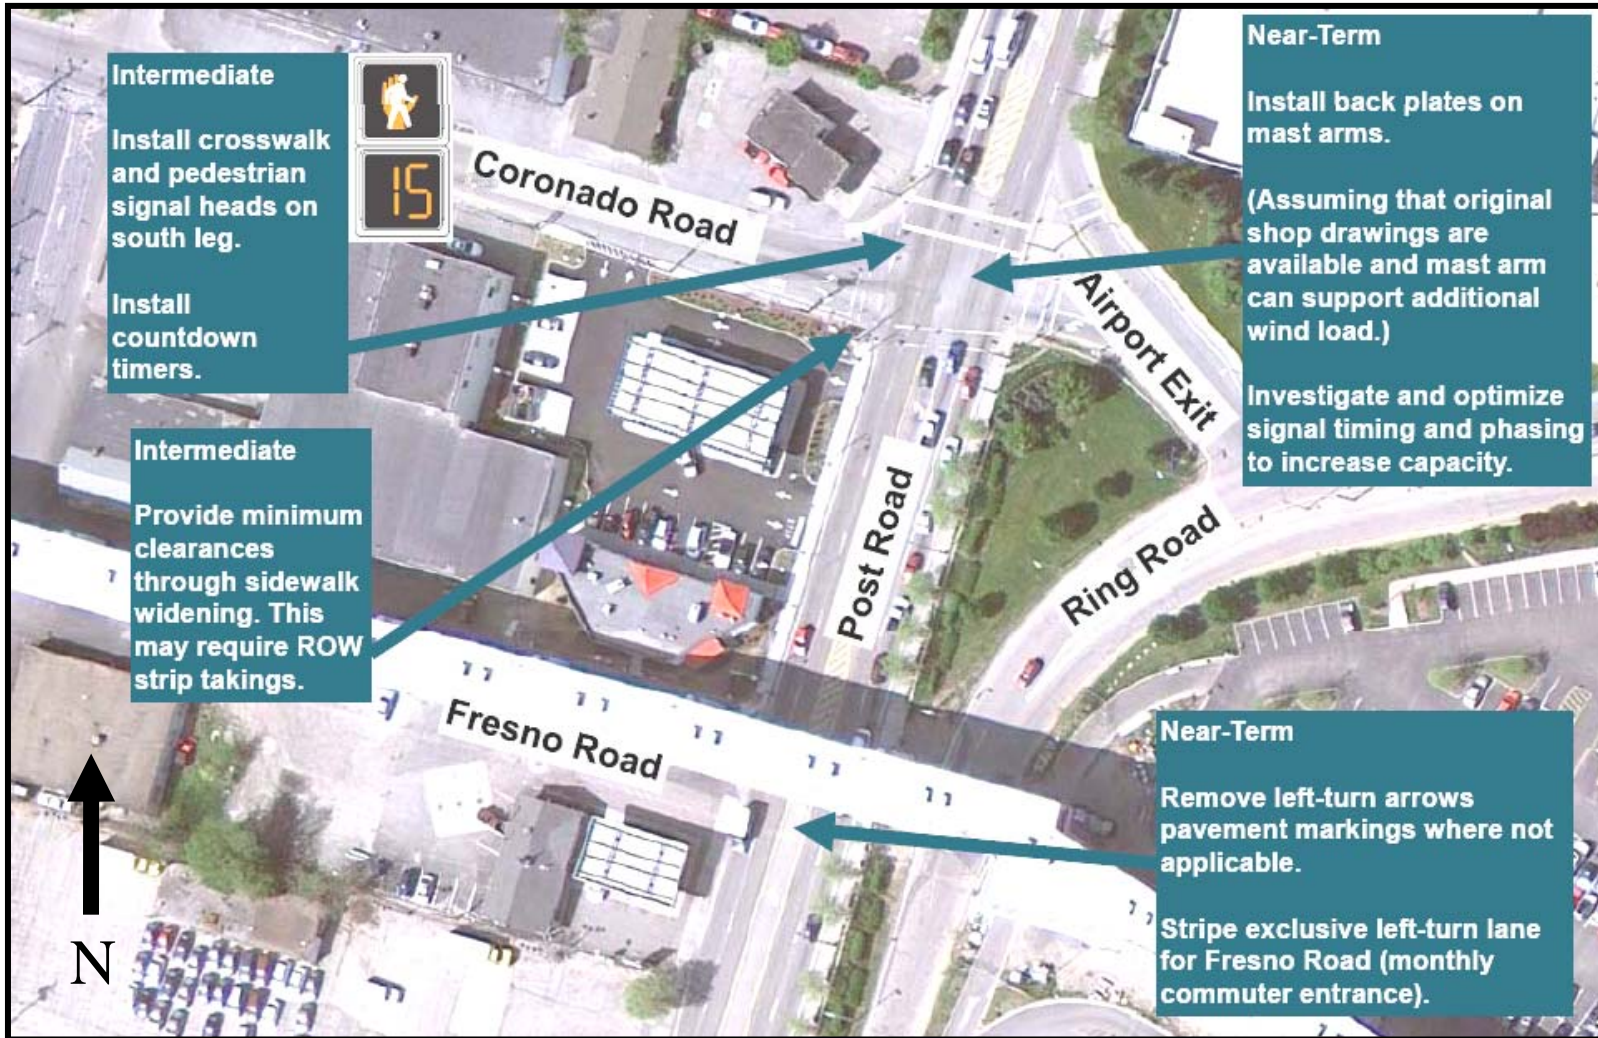 Intermediate
Install crosswalk
and pedestrian
signal heads on
south leg.
Install
countdown
timers.
15
Near-Term
Install back plates on
mast arms.
(Assuming that original
shop drawings are
available and mast arm
can support additional
wind load.)
Investigate and optimize
signal timing and phasing
to increase capacity.
Coronado Road
Airport Exit
Intermediate
Provide minimum
clearances
through sidewalk
widening. This
may require ROW
strip takings.
Post Road
Ring Road
Fresno Road
Near-Term
Remove left-turn arrows
pavement markings where not
applicable.
Stripe exclusive left-turn lane
for Fresno Road (monthly
commuter entrance).
N